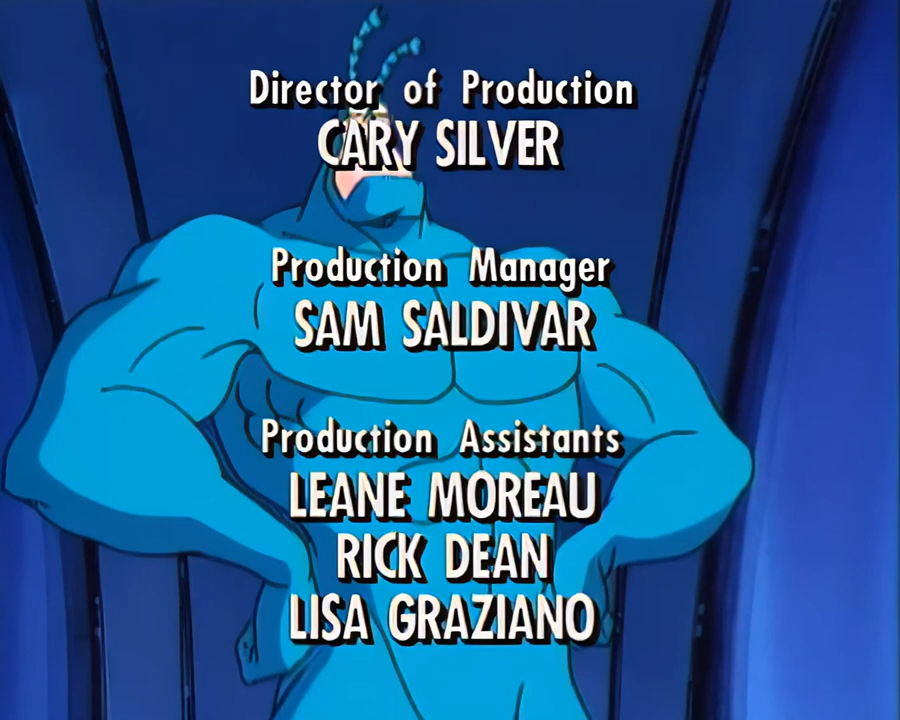 Director of Production
CARY SILVER
Production Manager
SAM SALDIVAR
Production Assistants
LEANE MOREAU
RICK DEAN
LISA GRAZIANO